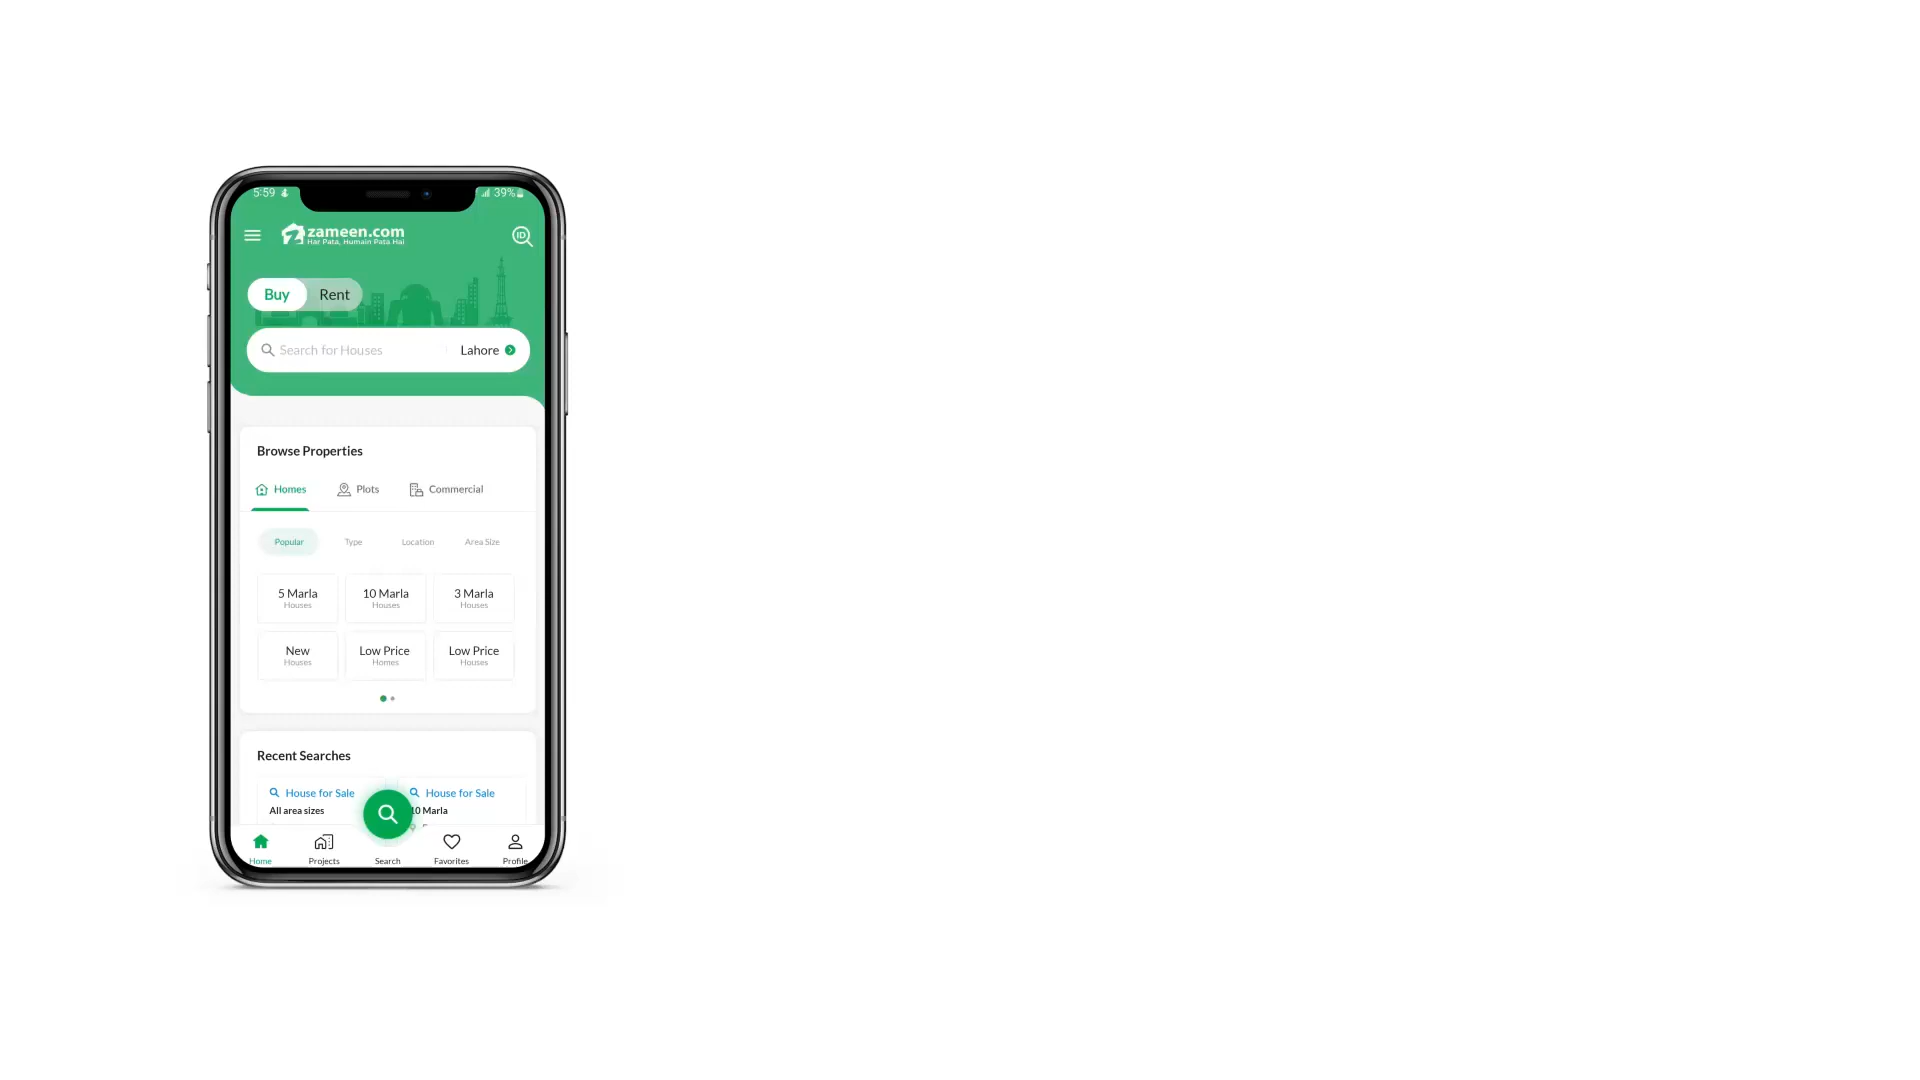 5:59
39%
zameen.com
Har Pata, Humain Pata Hai
ID
Buy Rent
Search for Houses Lahore
Browse Properties
Homes Plots Commercial
Popular Type Location Area Size
5 Marla 10 Marla 3 Marla
Houses Houses Houses
New Low Price Low Price
Houses Homes Houses
Recent Searches
House for Sale House for Sale
All area sizes 10 Marla
Home Projects Search Favorites Profile